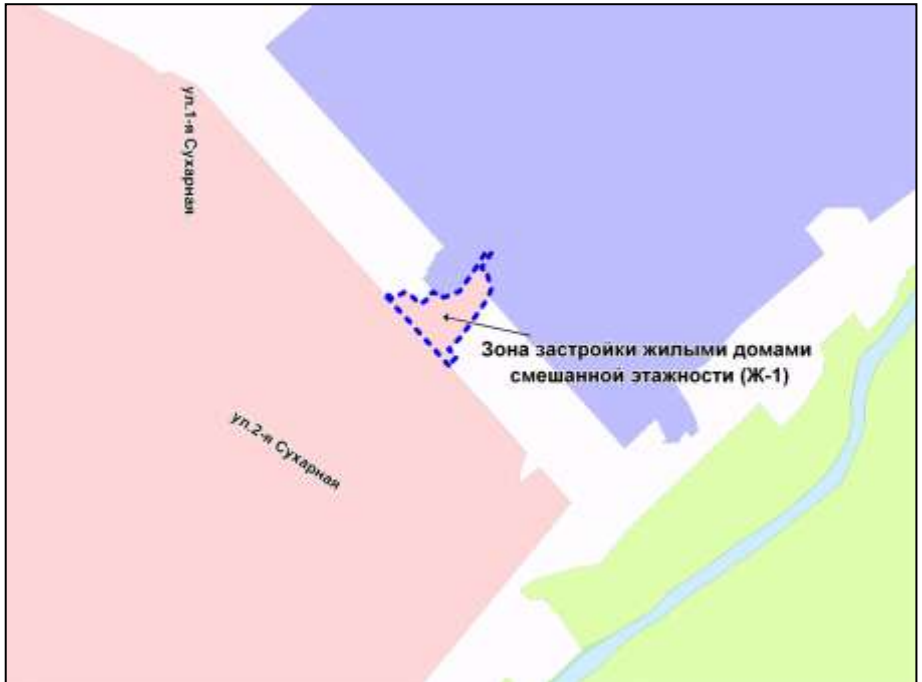 ул.1-я Сухарная
Зона застройки жилыми домами
смешанной этажности (Ж-1)
ул.2-я Сухарная